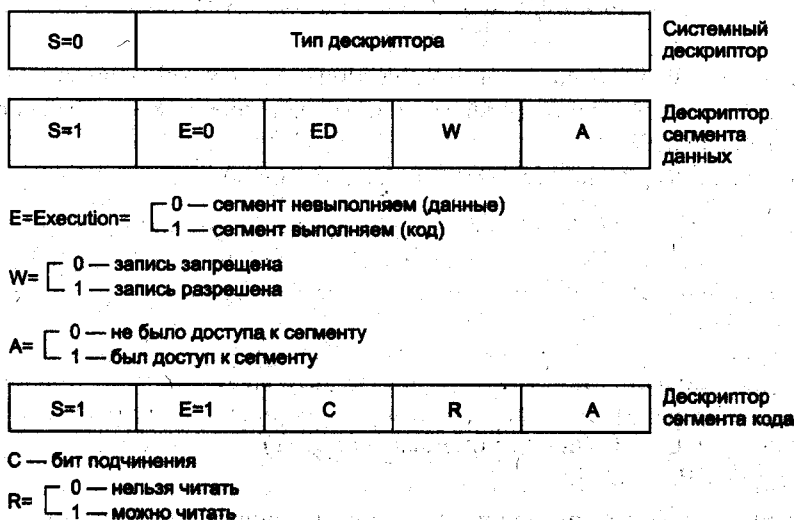 S=0 Тип дескриптора Системный
дескриптор
S=1 E=0 ED W A Дескриптор
сегмента
данных
E=Execution= 0 — сегмент невыполняем (данные)
1 — сегмент выполняем (код)
W= 0 — запись запрещена
1 — запись разрешена
A= 0 — не было доступа к сегменту
1 — был доступ к сегменту
S=1 E=1 C R A Дескриптор
сегмента кода
C — бит подчинения
R= 0 — нельзя читать
1 — можно читать